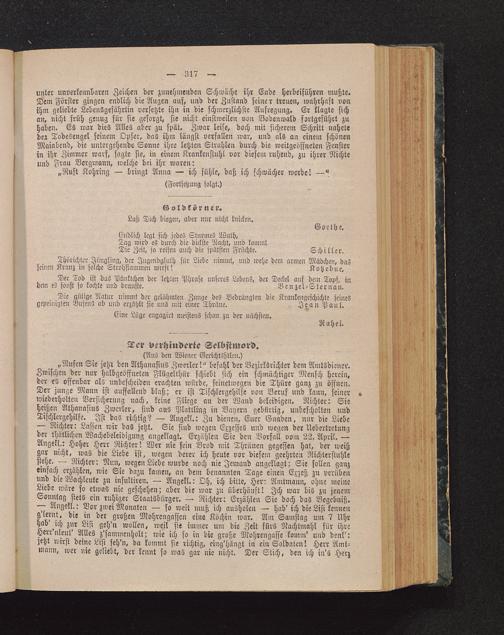 — 317 —
unter unverkennbaren Zeichen der zunehmenden Schwäche ihr Ende herbeiführen mußte.
Dem Förster gingen endlich die Augen auf, und der Zustand seiner treuen, wahrhaft von
ihm geliebte Lebensgefährtin versetzte ihn in die schmerzlichste Aufregung. Er klagte sich
an, nicht früh genug für sie gesorgt, sie nicht einstweilen von Bodenwald fortgeführt zu
haben. Es war dies Alles aber zu spät. Zwar leise, doch mit sicherem Schritt nahete
der Todesengel seinem Opfer, das ihm längst verfallen war, und als an einem schönen
Maiabend, die untergehende Sonne ihre letzten Strahlen durch die weitgeöffneten Fenster
in ihr Zimmer warf, sagte sie, in einem Krankenstuhl vor diesem ruhend, zu ihrer Nichte
und Frau Bergmann, welche bei ihr waren:
„Ruft Kohring — bringt Anna — ich fühle, daß ich schwächer werde! —“
(Fortsetzung folgt.)
Goldkörner.
Laß Dich biegen, aber nur nicht knicken.
Goethe.
Endlich legt sich jedes Sturmes Wuth,
Tag wird es durch die dickste Nacht, und kommt
Die Zeit, so reifen auch die spätsten Früchte.
Schiller.
Thörichter Jüngling, der Jugendgluth für Liebe nimmt, und wehe dem armen Mädchen, das
seinen Kranz in solche Strohflammen wirft!
Kotzebue.
Der Tod ist das Pünktchen der letzten Phrase unseres Lebens, der Deckel auf dem Topf, in
dem es sonst so kochte und brauste.
Benzel-Sternau.
Die gütige Natur nimmt der gelähmten Zunge des Bedrängten die Krankengeschichte seines
gepeinigten Busens ab und erzählt sie uns mit einer Thräne.
Jean Paul.
Eine Lüge engagirt meistens schon zu der nächsten.
Rahel.
Der verhinderte Selbstmord.
(Aus den Wiener Gerichtssälen.)
„Rufen Sie jetzt den Athanasius Zwerler!“ befahl der Bezirksrichter dem Amtsdiener.
Zwischen der nur halbgeöffneten Flügelthür schiebt sich ein schmächtiger Mensch herein,
der es offenbar als unbescheiden erachten würde, seinetwegen die Thüre ganz zu öffnen.
Der junge Mann ist auffallend blaß; er ist Tischlergehilfe von Beruf und kann, seiner
wiederholten Versicherung nach, keine Fliege an der Wand beleidigen. Richter: Sie
heißen Athanasius Zwerler, sind aus Plattling in Bayern gebürtig, unbescholten und
Tischlergehilfe. Ist das richtig? — Angekl.: Zu dienen, Euer Gnaden, nur die Liebe
— Richter: Lassen wir das jetzt. Sie sind wegen Exzesses und wegen der Uebertretung
der thätlichen Wachebeleidigung angeklagt. Erzählen Sie den Vorfall vom 22. April. —
Angekl.: Hoher Herr Richter! Wer nie sein Brod mit Thränen gegessen hat, der weiß
gar nicht, was die Liebe ist, wegen derer ich heute vor diesem geehrten Richterstuhle
stehe. — Richter: Nun, wegen Liebe wurde noch nie Jemand angeklagt; Sie sollen ganz
einfach erzählen, wie Sie dazu kamen, an dem benannten Tage einen Exzeß zu verüben
und die Wachleute zu insultiren. — Angekl.: Oh, ich bitte, Herr Amtmann, ohne meine
Liebe wäre so etwas nie geschehen; aber die war zu überhäuft! Ich war bis zu jenem
Sonntag stets ein ruhiger Staatsbürger. — Richter: Erzählen Sie doch das Begebniß.
— Angekl.: Vor zwei Monaten — so weit muß ich ausholen — hab' ich die Lisi kennen
g'lernt, die in der großen Mohrengassen eine Köchin war. Am Samstag um 7 Uhr
hab' ich zur Lisi geh'n wollen, weil sie immer um die Zeit fürs Nachtmahl für ihre
Herr'nleut' Alles z'sammenholt; wie ich so in die große Mohrengasse komm' und denk':
jetzt wirst deine Lisi seh'n, da kommt sie richtig, eing'hängt in ein Soldaten! Herr Amt-
mann, wer nie geliebt, der kennt so was gar nicht. Der Stich, den ich in's Herz